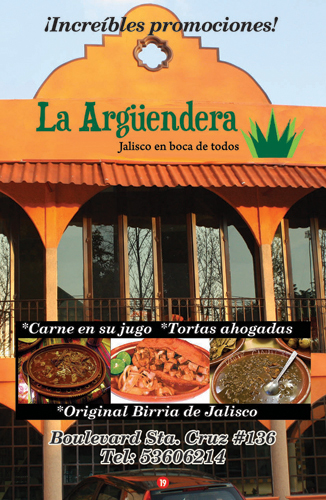 ¡Increíbles promociones!
La Argüendera
Jalisco en boca de todos
*Carne en su jugo *Tortas ahogadas
*Original Birria de Jalisco
Boulevard Sta. Cruz #136
Tel: 53606214
19